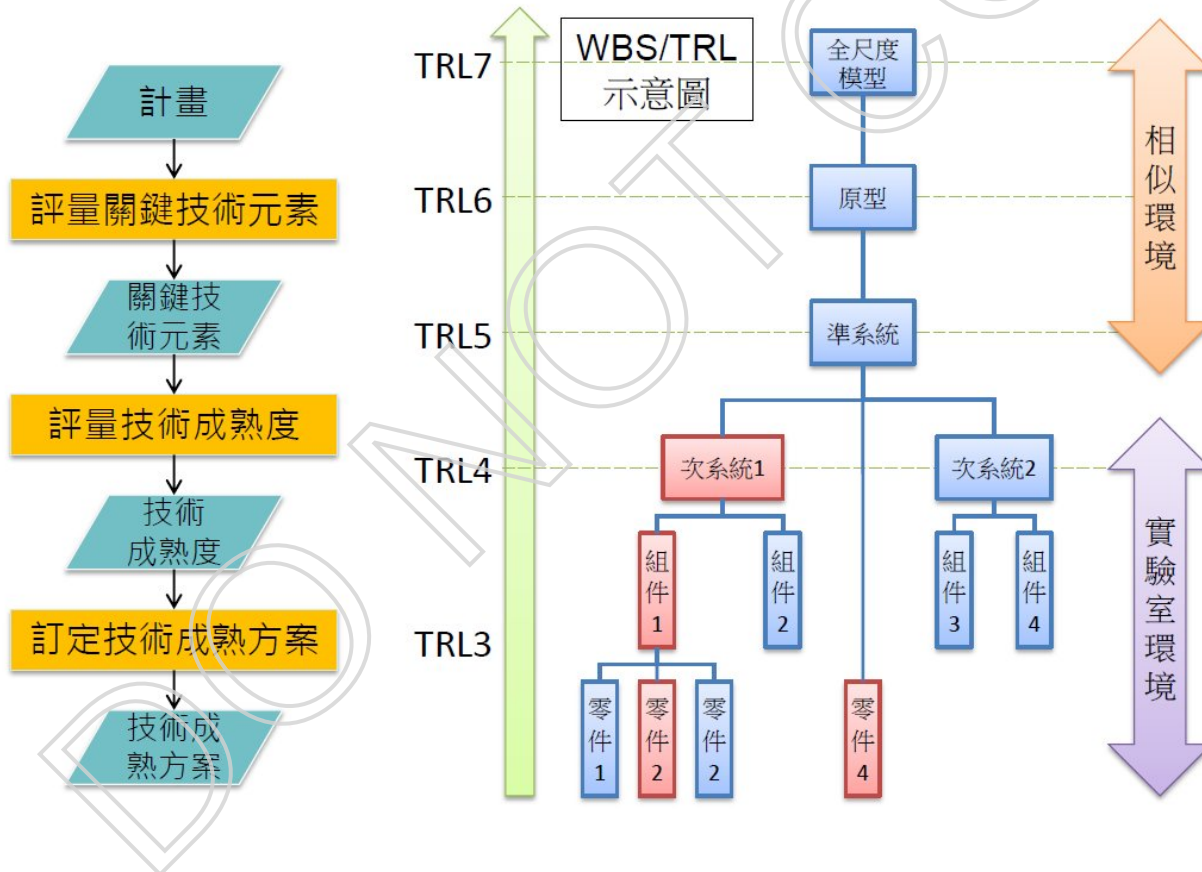 計畫
評量關鍵技術元素
關鍵技
術元素
評量技術成熟度
技術
成熟度
訂定技術成熟方案
技術成
熟方案
WBS/TRL
示意圖
TRL7
TRL6
TRL5
TRL4
TRL3
全尺度
模型
原型
準系統
次系統1
次系統2
組件1
組件2
組件3
組件4
零件1
零件2
零件2
零件4
相似環境
實驗室環境
DO NOT C